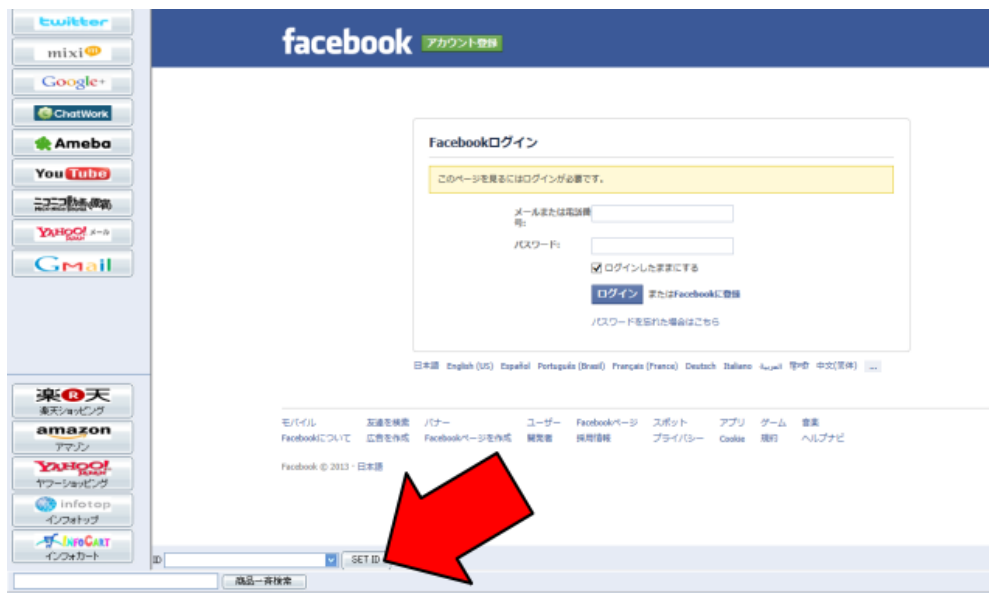 twitter
mixi
Google+
ChatWork
Ameba
YouTube
YAHOO! メール
JAPAN
Gmail
楽天
楽天ショッピング
amazon
アマゾン
YAHOO!
JAPAN
ヤフーショッピング
infotop
インフォトップ
INFOCART
インフォカート
facebook アカウント登録
Facebookログイン
このページを見るにはログインが必要です。
メールまたは電話番
号:
パスワード:
ログインしたままにする
ログイン またはFacebookに登録
パスワードを忘れた場合はこちら
日本語 English (US) Español Português (Brasil) Français (France) Deutsch Italiano العربية हिन्दी 中文(简体) ...
モバイル 友達を検索 バナー ユーザー Facebookページ スポット アプリ ゲーム 音楽
Facebookについて 広告を作成 Facebookページを作成 開発者 採用情報 プライバシー Cookie 規約 ヘルプナビ
Facebook © 2013 · 日本語
ID SET ID
商品一斉検索